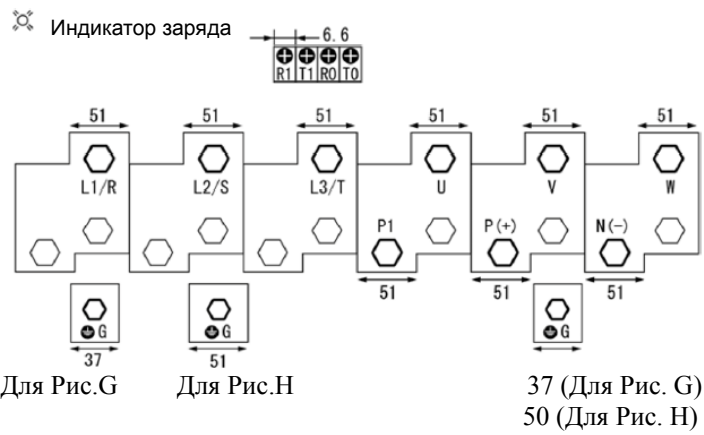 Индикатор заряда
6.6
R1 T1 R0 T0
51 51 51 51 51 51
L1/R L2/S L3/T U V W
P1 P(+) N(-)
51 51 51
G G G
37 51
Для Рис.G Для Рис.H 37 (Для Рис. G)
50 (Для Рис. H)